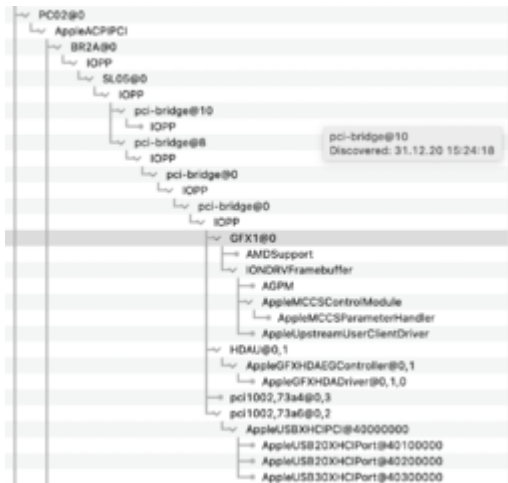 PC02@0
AppleACPIPCI
BR2A@0
IOPP
SL05@0
IOPP
pci-bridge@10
IOPP
pci-bridge@8
IOPP
pci-bridge@0
IOPP
pci-bridge@0
IOPP
GFX1@0
AMDSupport
IONDRVFramebuffer
AGPM
AppleMCCSControlModule
AppleMCCSParameterHandler
AppleUpstreamUserClientDriver
HDAU@0,1
AppleGFXHDAEGController@0,1
AppleGFXHDADriver@0,1,0
pci1002,73a4@0,3
pci1002,73a6@0,2
AppleUSBXHCIPCI@40000000
AppleUSB20XHCIPort@40100000
AppleUSB20XHCIPort@40200000
AppleUSB30XHCIPort@40300000
pci-bridge@10
Discovered: 31.12.20 15:24:18